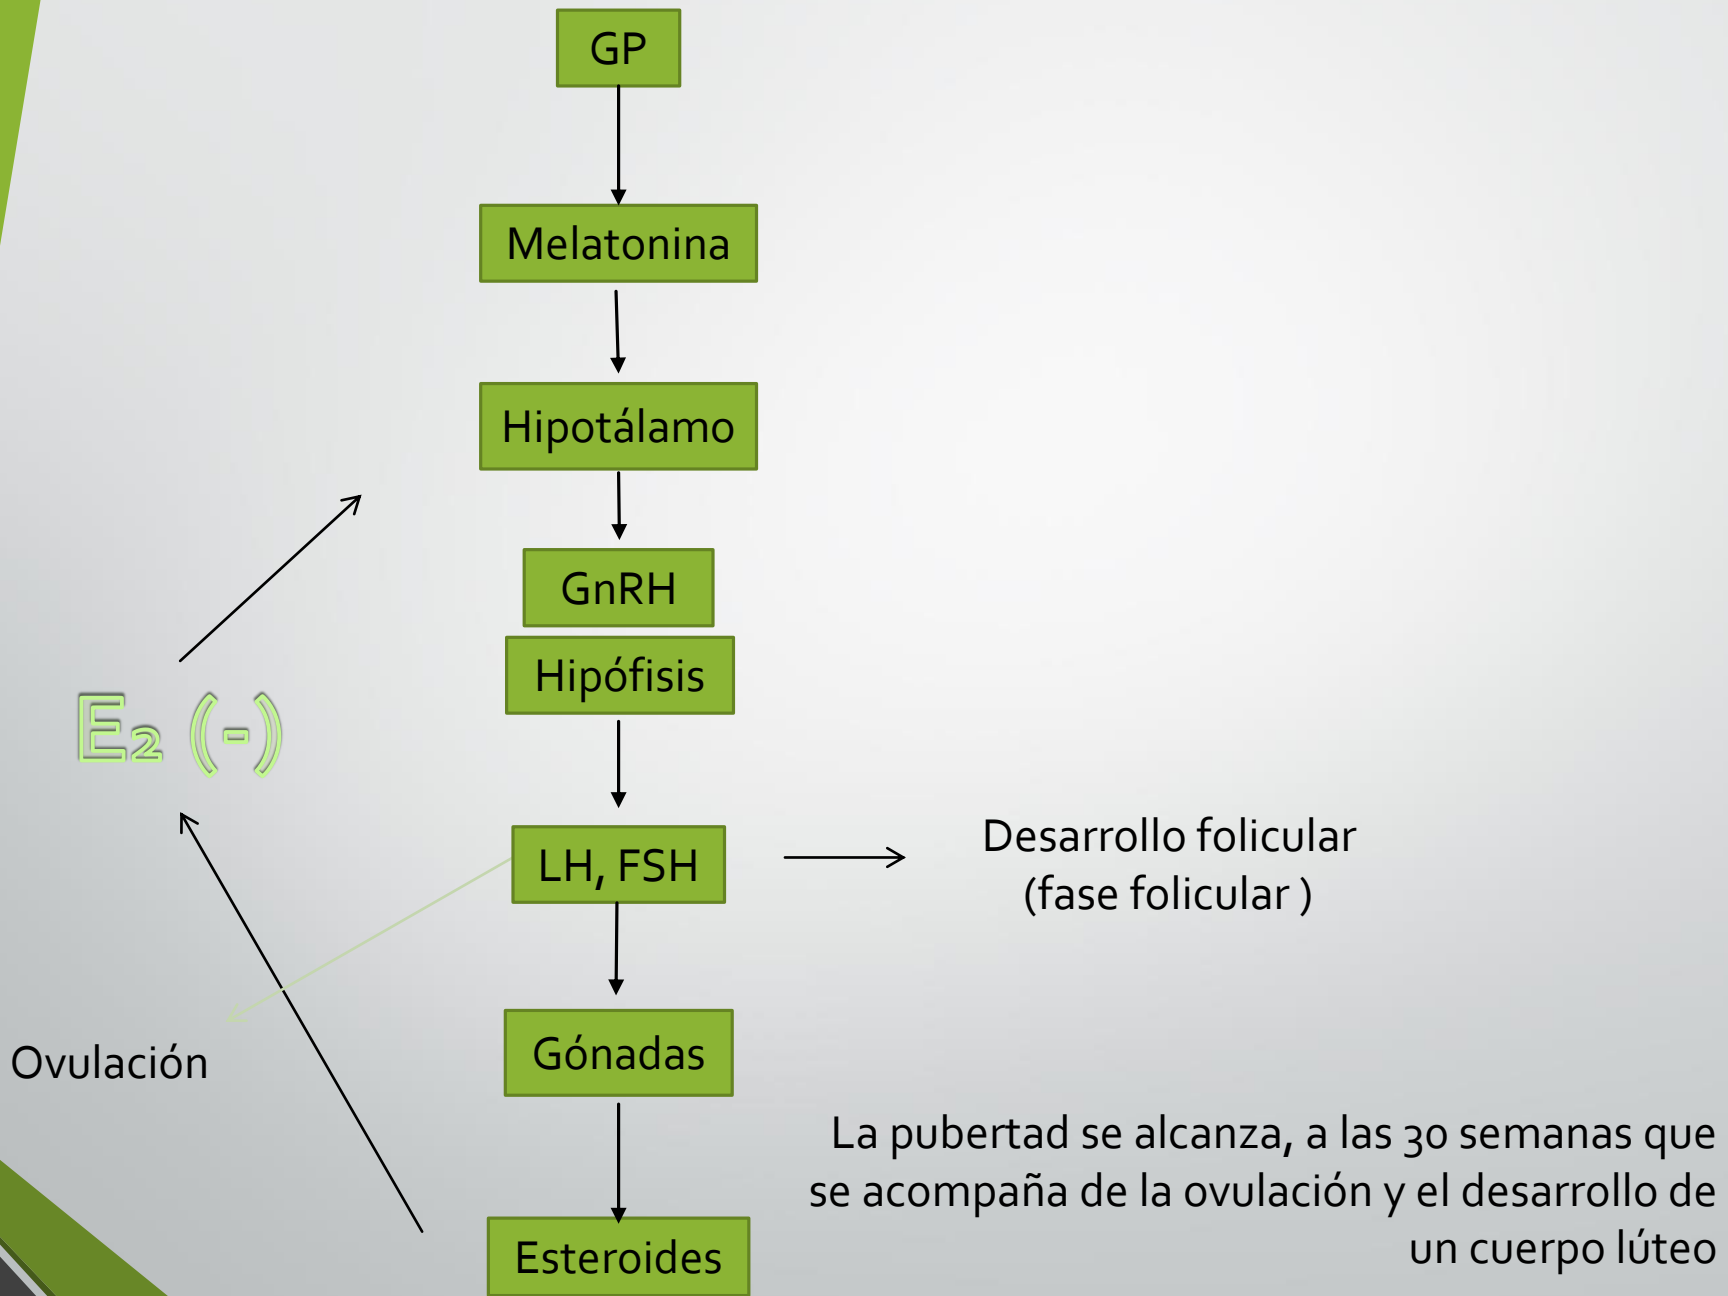 GP
Melatonina
Hipotálamo
GnRH
Hipófisis
E₂ (-)
LH, FSH
Desarrollo folicular
(fase folicular )
Gónadas
Ovulación
La pubertad se alcanza, a las 30 semanas que
se acompaña de la ovulación y el desarrollo de
un cuerpo lúteo
Esteroides